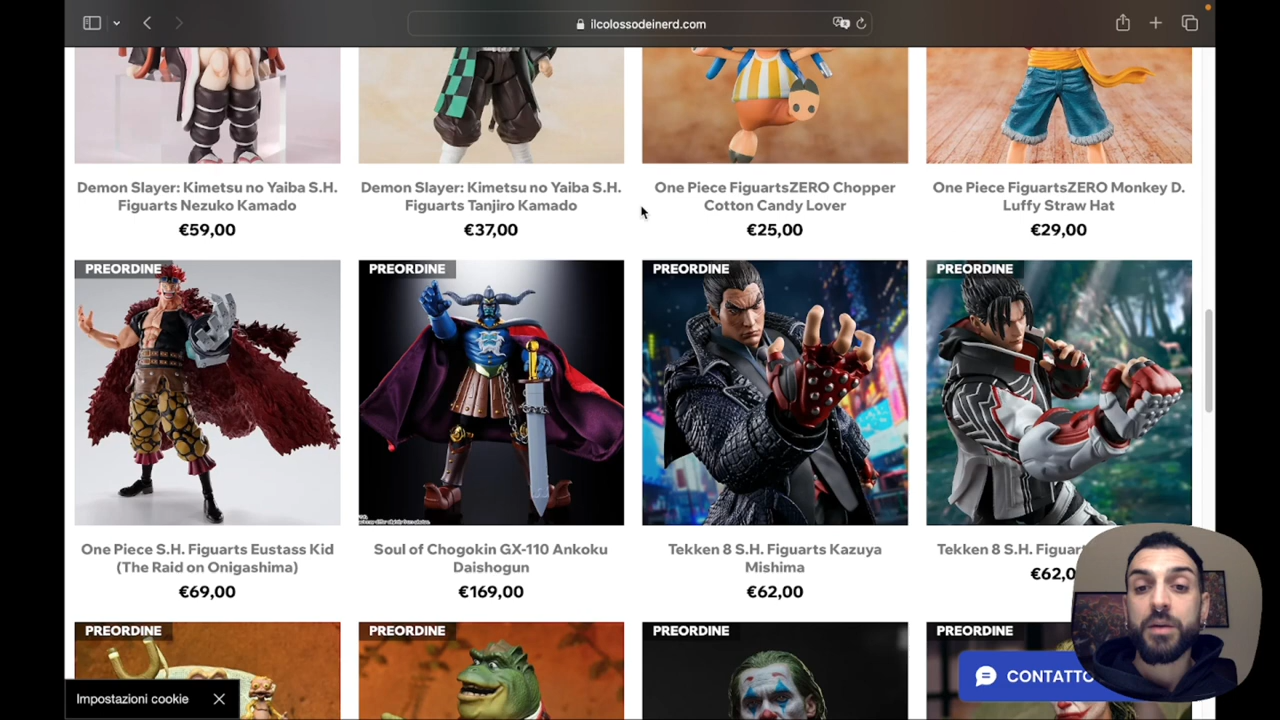 ilcolossodeinerd.com
Demon Slayer: Kimetsu no Yaiba S.H.
Figuarts Nezuko Kamado
€59,00
Demon Slayer: Kimetsu no Yaiba S.H.
Figuarts Tanjiro Kamado
€37,00
One Piece FiguartsZERO Chopper
Cotton Candy Lover
€25,00
One Piece FiguartsZERO Monkey D.
Luffy Straw Hat
€29,00
PREORDINE
PREORDINE
PREORDINE
PREORDINE
One Piece S.H. Figuarts Eustass Kid
(The Raid on Onigashima)
€69,00
Soul of Chogokin GX-110 Ankoku
Daishogun
€169,00
Tekken 8 S.H. Figuarts Kazuya
Mishima
€62,00
Tekken 8 S.H. Figuar
€62,0
PREORDINE
PREORDINE
PREORDINE
PREORDINE
Impostazioni cookie
CONTATTO